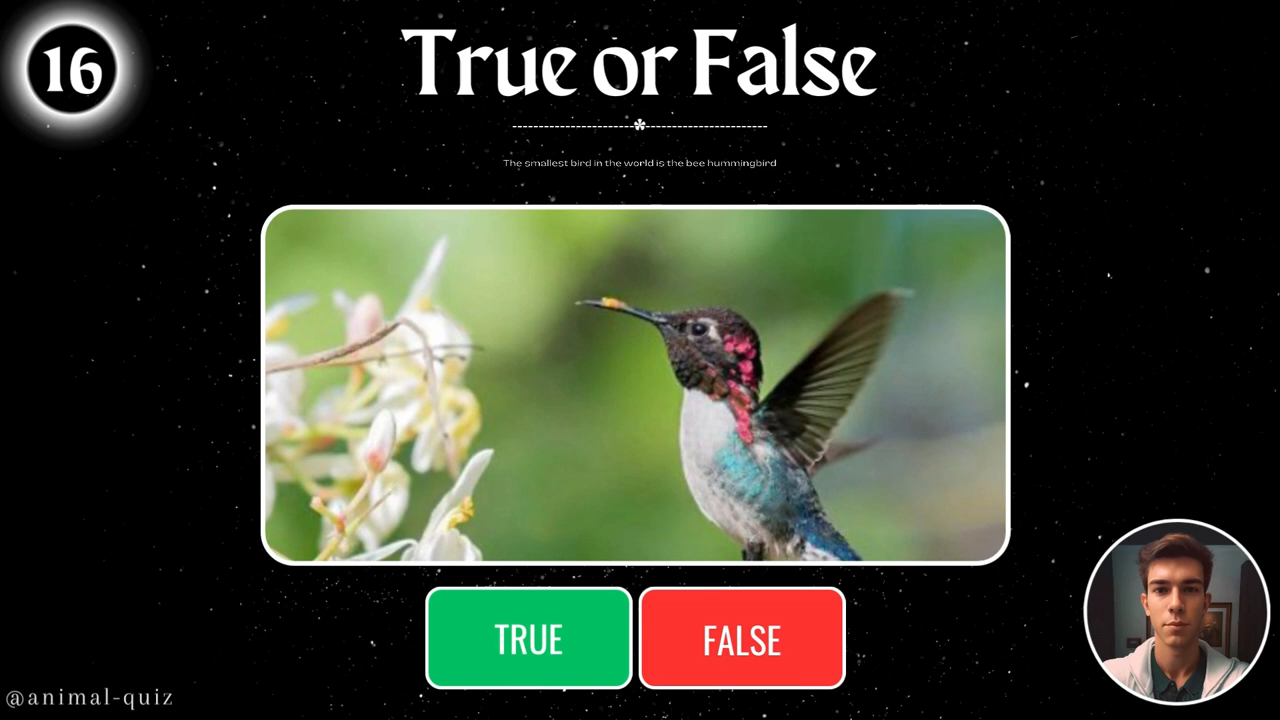 16
True or False
The smallest bird in the world is the bee hummingbird
TRUE
FALSE
@animal-quiz